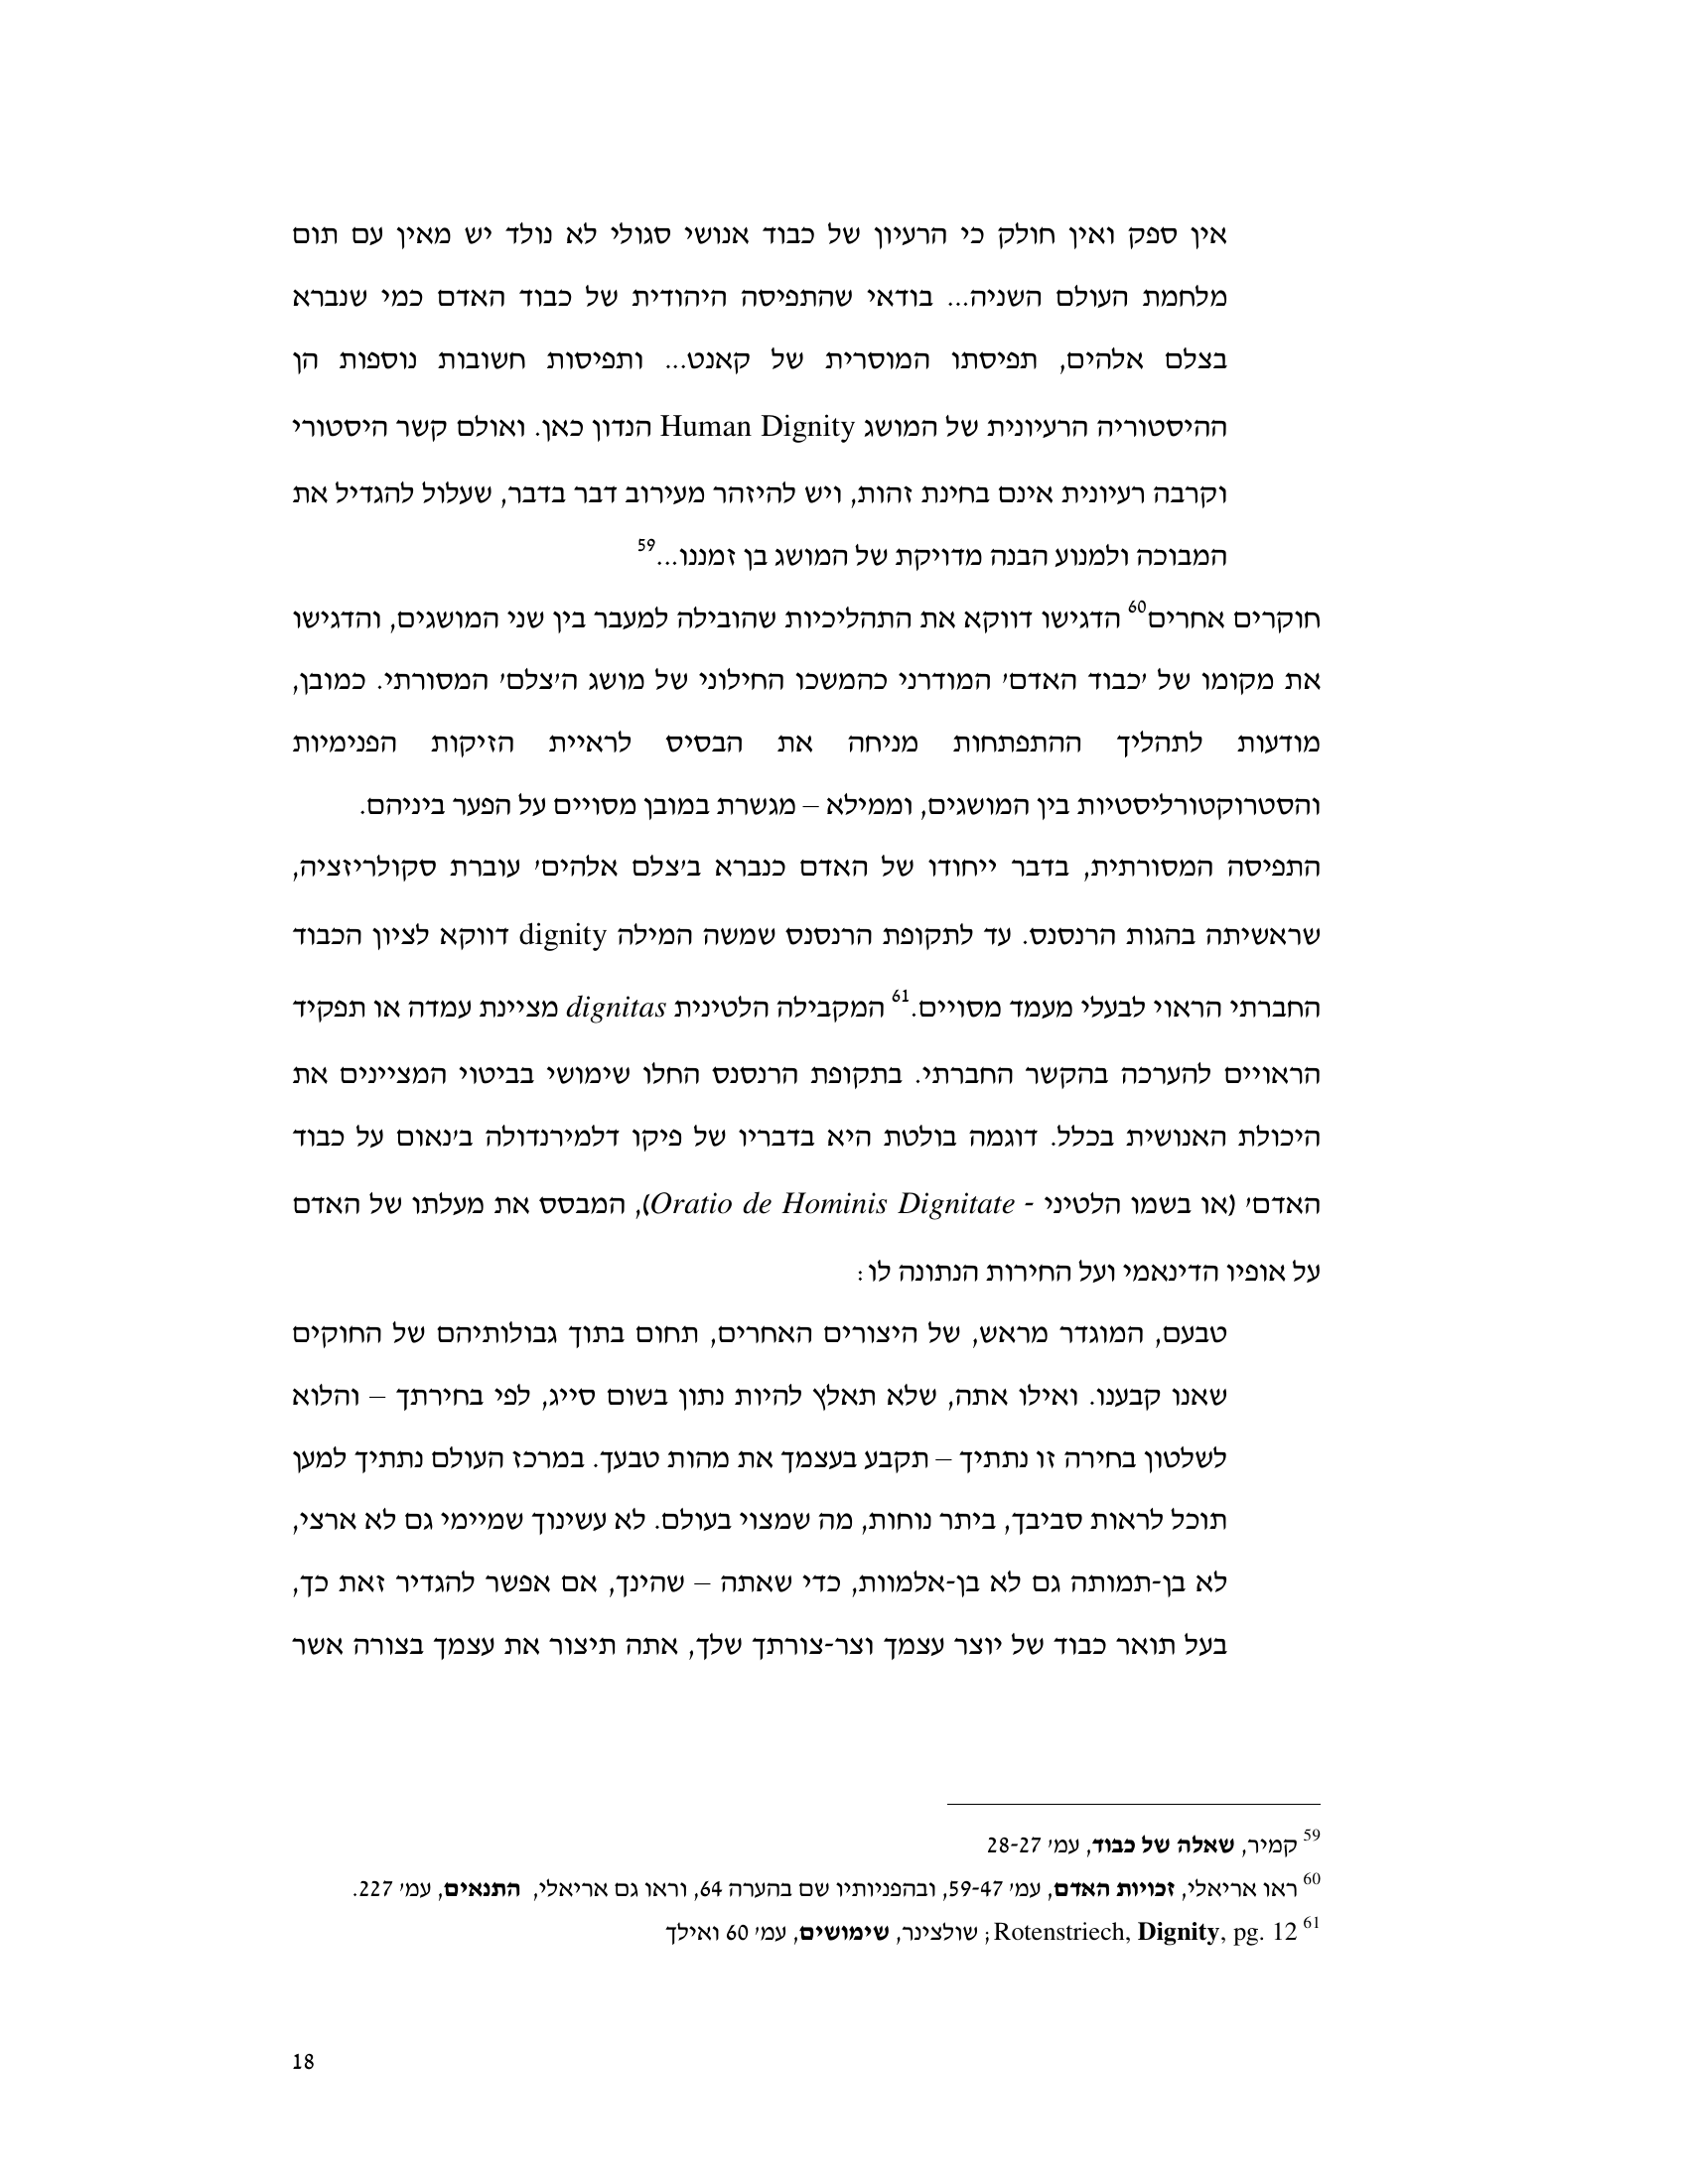 אין ספק ואין חולק כי הרעיון של כבוד אנושי סגולי לא נולד יש מאין עם תום
מלחמת העולם השניה... בודאי שהתפיסה היהודית של כבוד האדם כמי שנברא
בצלם אלהים, תפיסתו המוסרית של קאנט... ותפיסות חשובות נוספות הן
ההיסטוריה הרעיונית של המושג Human Dignity הנדון כאן. ואולם קשר היסטורי
וקרבה רעיונית אינם בחינת זהות, ויש להיזהר מעירוב דבר בדבר, שעלול להגדיל את
המבוכה ולמנוע הבנה מדויקת של המושג בן זמננו...59
חוקרים אחרים60 הדגישו דווקא את התהליכיות שהובילה למעבר בין שני המושגים, והדגישו
את מקומו של 'כבוד האדם' המודרני כהמשכו החילוני של מושג ה'צלם' המסורתי. כמובן,
מודעות לתהליך ההתפתחות מניחה את הבסיס לראיית הזיקות הפנימיות
והסטרוקטורליסטיות בין המושגים, וממילא – מגשרת במובן מסויים על הפער ביניהם.
התפיסה המסורתית, בדבר ייחודו של האדם כנברא ב'צלם אלהים' עוברת סקולריזציה,
שראשיתה בהגות הרנסנס. עד לתקופת הרנסנס שמשה המילה dignity דווקא לציון הכבוד
החברתי הראוי לבעלי מעמד מסויים.61 המקבילה הלטינית dignitas מציינת עמדה או תפקיד
הראויים להערכה בהקשר החברתי. בתקופת הרנסנס החלו שימושי בביטוי המציינים את
היכולת האנושית בכלל. דוגמה בולטת היא בדבריו של פיקו דלמירנדולה ב'נאום על כבוד
האדם' (או בשמו הלטיני - Oratio de Hominis Dignitate), המבסס את מעלתו של האדם
על אופיו הדינאמי ועל החירות הנתונה לו:
טבעם, המוגדר מראש, של היצורים האחרים, תחום בתוך גבולותיהם של החוקים
שאנו קבענו. ואילו אתה, שלא תאלץ להיות נתון בשום סייג, לפי בחירתך – והלוא
לשלטון בחירה זו נתתיך – תקבע בעצמך את מהות טבעך. במרכז העולם נתתיך למען
תוכל לראות סביבך, ביתר נוחות, מה שמצוי בעולם. לא עשינוך שמיימי גם לא ארצי,
לא בן-תמותה גם לא בן-אלמוות, כדי שאתה – שהינך, אם אפשר להגדיר זאת כך,
בעל תואר כבוד של יוצר עצמך וצר-צורתך שלך, אתה תיצור את עצמך בצורה אשר
59 קמיר, שאלה של כבוד, עמ' 28-27
60 ראו אריאלי, זכויות האדם, עמ' 59-47, ובהפניותיו שם בהערה 64, וראו גם אריאלי, התנאים, עמ' 227.
61 Rotenstriech, Dignity, pg. 12; שולצינר, שימושים, עמ' 60 ואילך
18